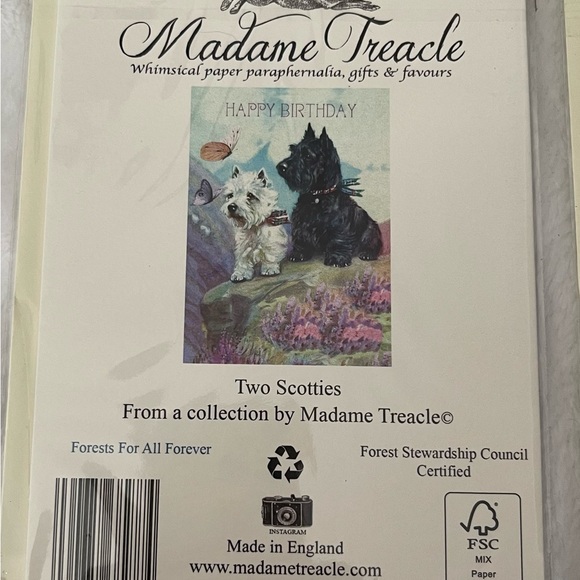 Madame Treacle
Whimsical paper paraphernalia, gifts & favours
HAPPY BIRTHDAY
Two Scotties
From a collection by Madame Treacle©
Forests For All Forever
Forest Stewardship Council
Certified
INSTAGRAM
Made in England
www.madametreacle.com
FSC
MIX
Paper